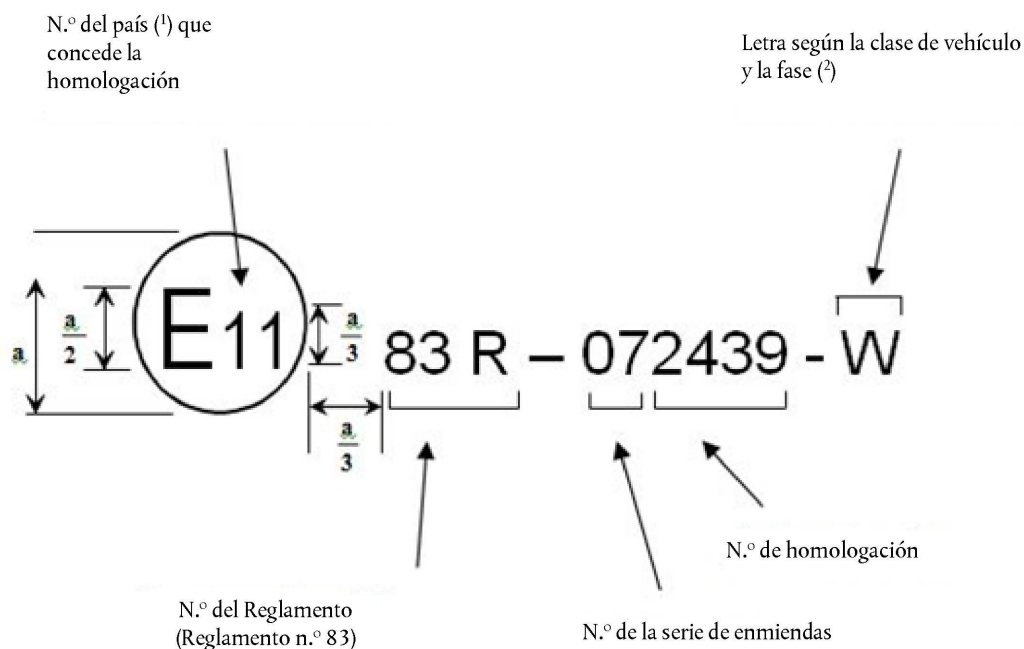 N.º del país (¹) que
concede la
homologación
Letra según la clase de vehículo
y la fase (²)
a
a
2
E11
a
3
83 R – 072439 - W
a
3
N.º de homologación
N.º del Reglamento
(Reglamento n.º 83)
N.º de la serie de enmiendas